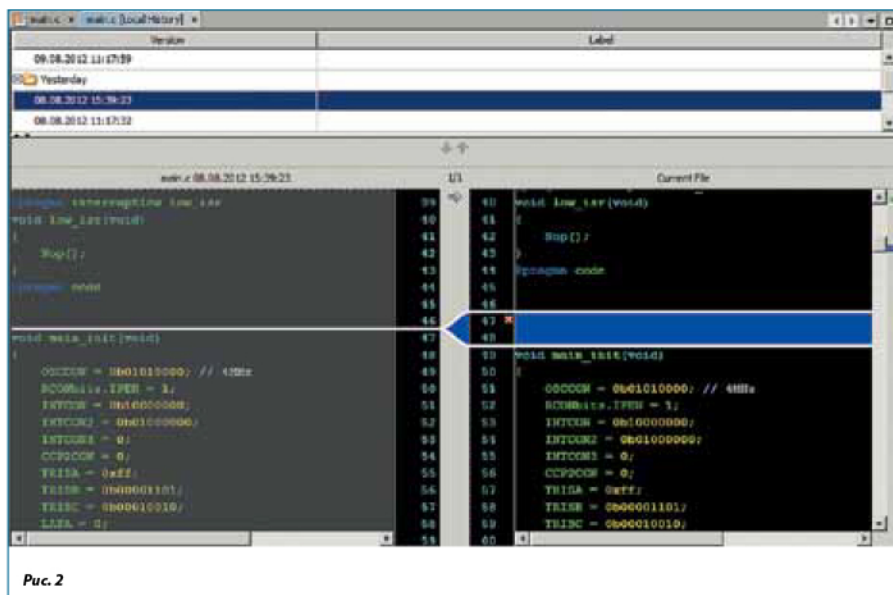 main.c main.c [Local History]
Version Label
09.08.2012 11:17:59
Yesterday
08.08.2012 15:39:23
08.08.2012 11:17:32
main.c 08.08.2012 15:39:23 1/1 Current File
#pragma interruptlow low_isr 39 40 void low_isr(void)
void low_isr(void) 40 41 {
{ 41 42 Nop();
Nop(); 42 43 }
} 43 44 #pragma code
#pragma code 44 45
45 46
46 47
void main_init(void) 47 48
{ 48 49 void main_init(void)
OSCCON = 0b01010000; // 4MHz 49 50 {
RCONbits.IPEN = 1; 50 51 OSCCON = 0b01010000; // 4MHz
INTCON = 0b10000000; 51 52 RCONbits.IPEN = 1;
INTCON2 = 0b01000000; 52 53 INTCON = 0b10000000;
INTCON3 = 0; 53 54 INTCON2 = 0b01000000;
CCP2CON = 0; 54 55 INTCON3 = 0;
TRISA = 0xff; 55 56 CCP2CON = 0;
TRISB = 0b00001101; 56 57 TRISA = 0xff;
TRISC = 0b00010010; 57 58 TRISB = 0b00001101;
LATA = 0; 58 59 TRISC = 0b00010010;
59 60
Рис. 2